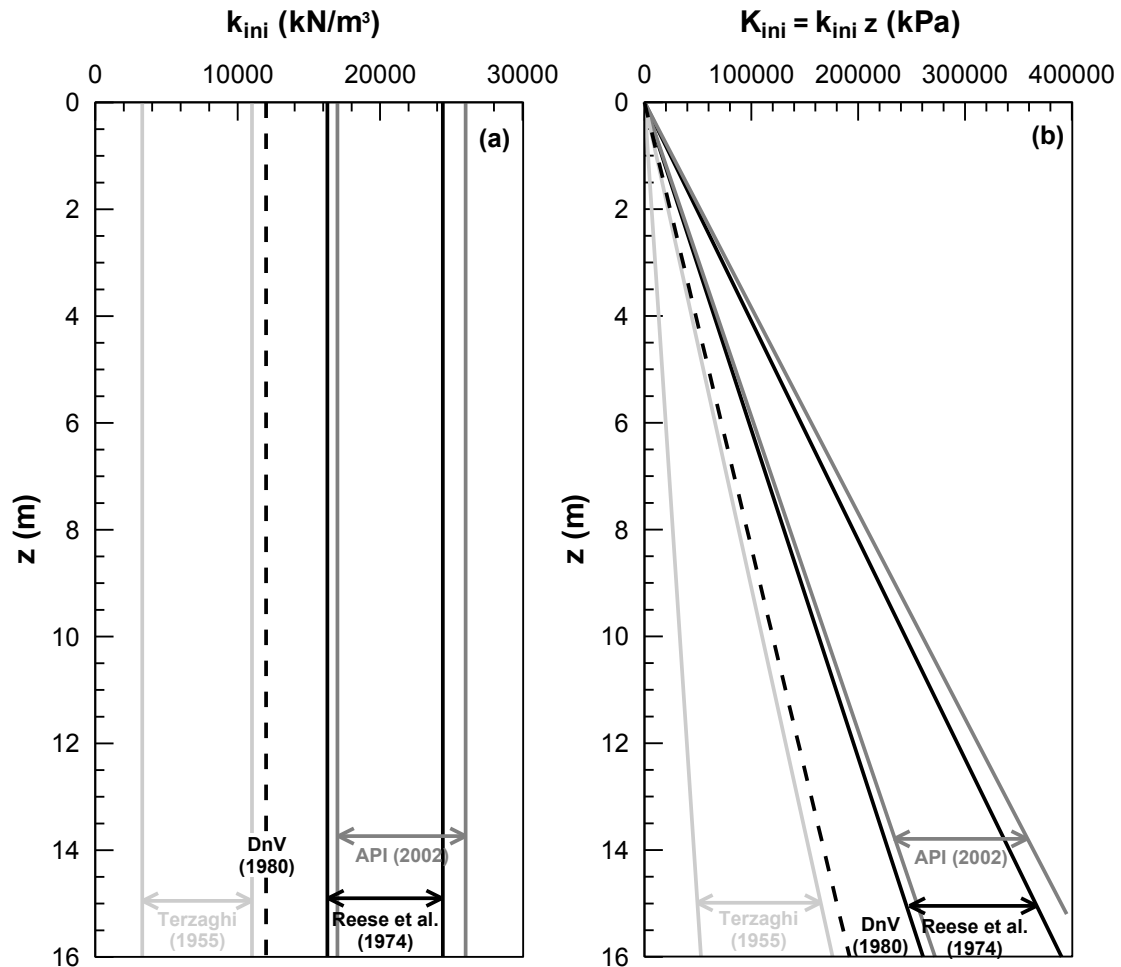 k_ini (kN/m³)
0 10000 20000 30000
0
2
4
6
8
10
12
14
16
z (m)
(a)
DnV
(1980)
API (2002)
Terzaghi
(1955)
Reese et al.
(1974)
K_ini = k_ini z (kPa)
0 100000 200000 300000 400000
0
2
4
6
8
10
12
14
16
z (m)
(b)
API (2002)
Terzaghi
(1955)
DnV
(1980)
Reese et al.
(1974)